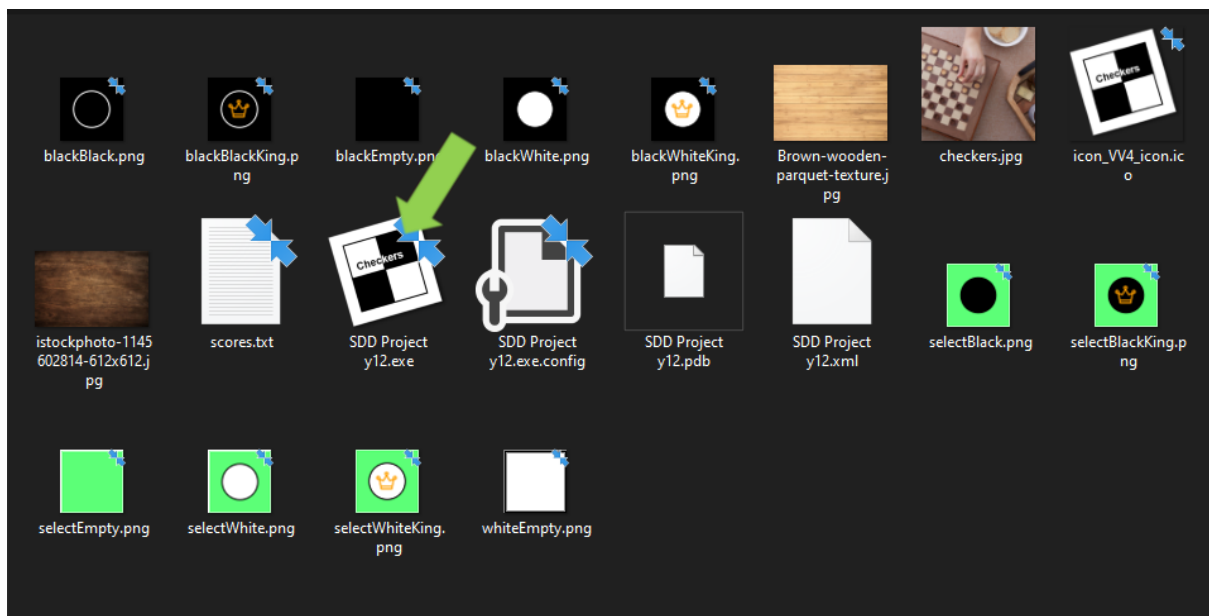 blackBlack.png
blackBlackKing.p
ng
blackEmpty.png
blackWhite.png
blackWhiteKing.
png
Brown-wooden-
parquet-texture.j
pg
checkers.jpg
Checkers
icon_VV4_icon.ic
o
istockphoto-1145
602814-612x612.j
pg
scores.txt
Checkers
SDD Project
y12.exe
SDD Project
y12.exe.config
SDD Project
y12.pdb
SDD Project
y12.xml
selectBlack.png
selectBlackKing.p
ng
selectEmpty.png
selectWhite.png
selectWhiteKing.
png
whiteEmpty.png